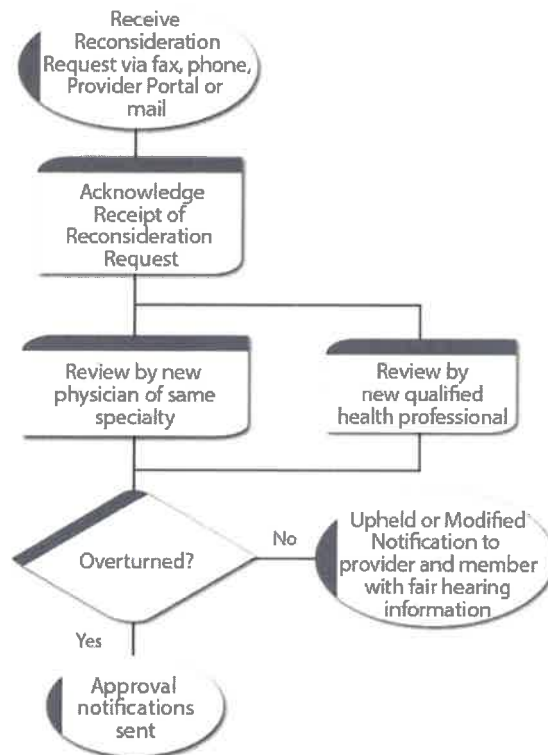 Receive
Reconsideration
Request via fax, phone,
Provider Portal or
mail
Acknowledge
Receipt of
Reconsideration
Request
Review by new
physician of same
specialty
Review by
new qualified
health professional
Overturned?
No
Upheld or Modified
Notification to
provider and member
with fair hearing
information
Yes
Approval
notifications
sent